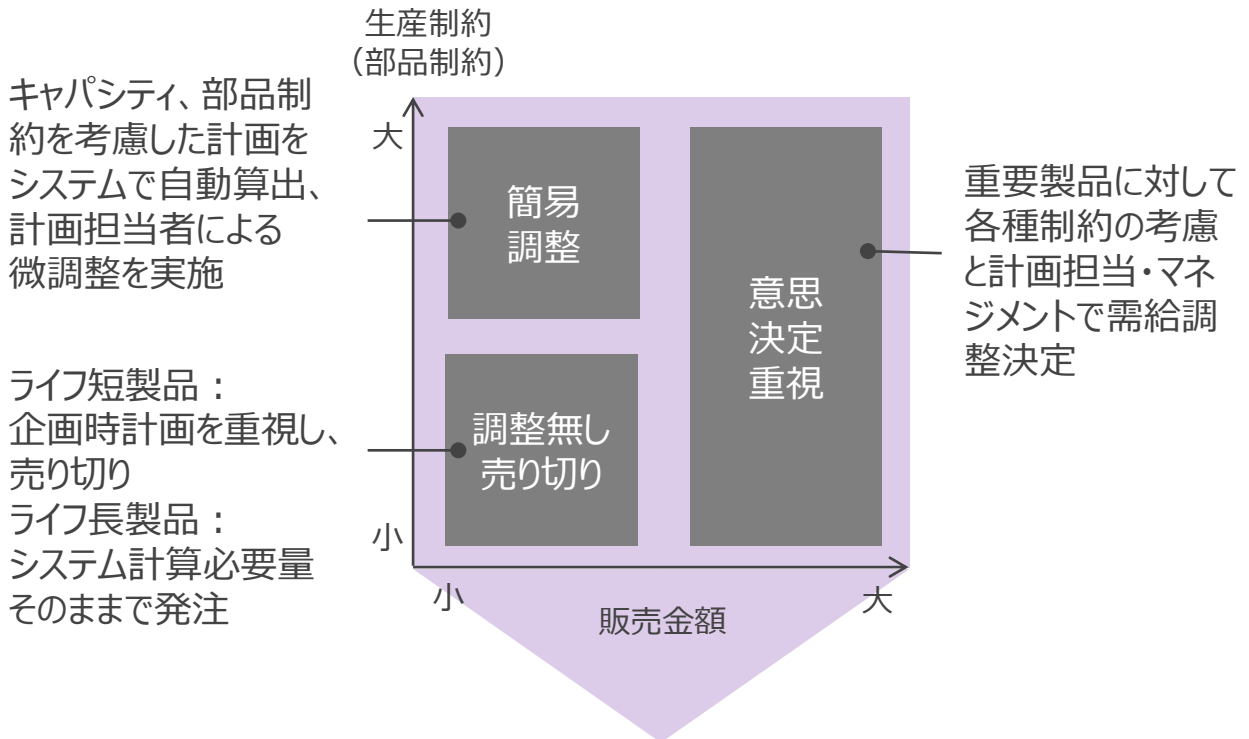 生産制約
（部品制約）
キャパシティ、部品制
約を考慮した計画を
システムで自動算出、
計画担当者による
微調整を実施
大
簡易
調整
意思
決定
重視
重要製品に対して
各種制約の考慮
と計画担当・マネ
ジメントで需給調
整決定
ライフ短製品：
企画時計画を重視し、
売り切り
ライフ長製品：
システム計算必要量
そのままで発注
調整無し
売り切り
小
小
販売金額
大